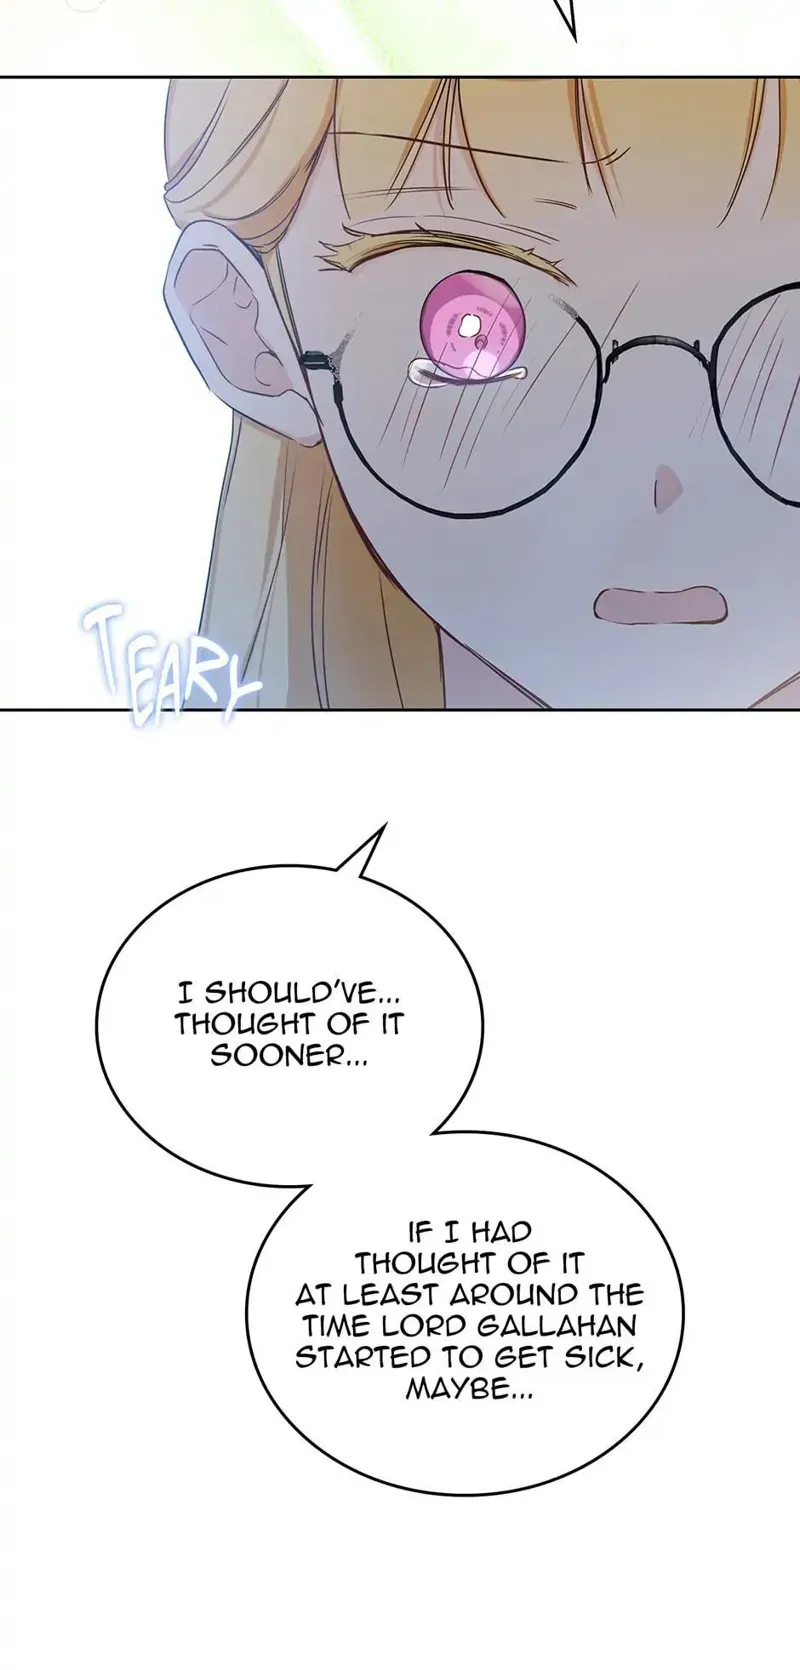 TEARY
I SHOULD'VE...
THOUGHT OF IT
SOONER...
IF I HAD
THOUGHT OF IT
AT LEAST AROUND THE
TIME LORD GALLAHAN
STARTED TO GET SICK,
MAYBE...